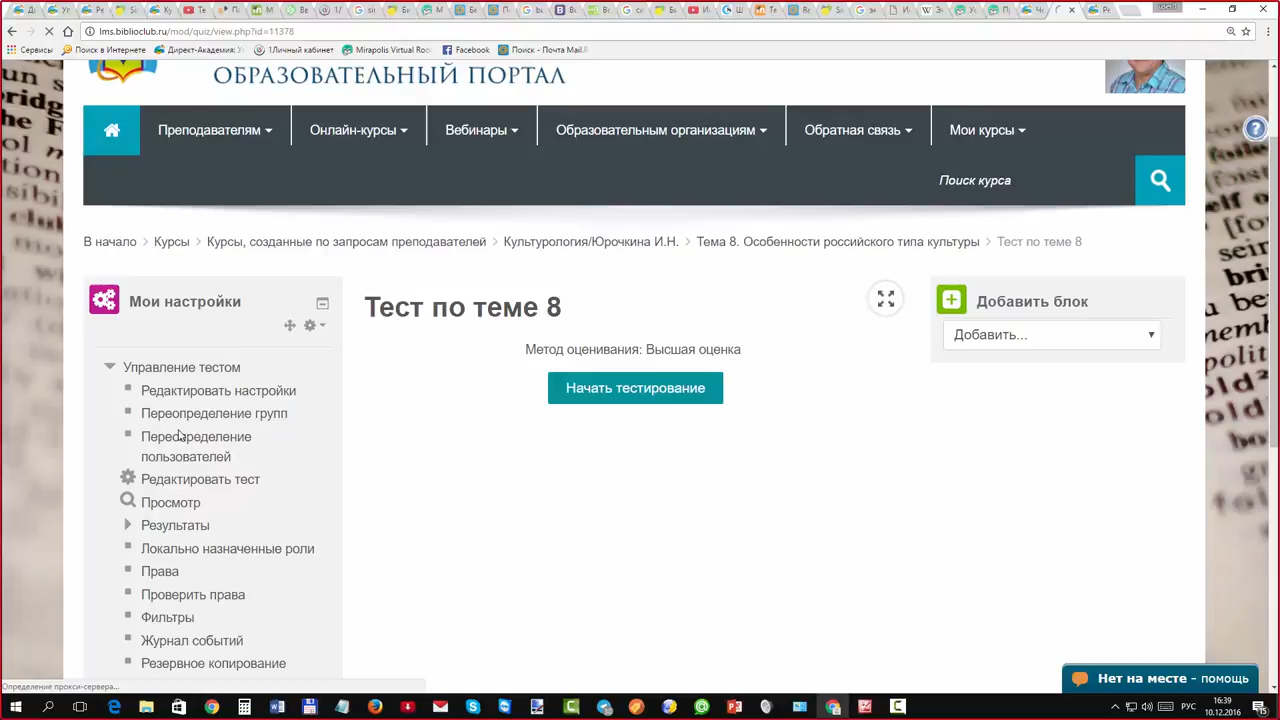 lms.biblioclub.ru/mod/quiz/view.php?id=11378
Сервисы
Поиск в Интернете
Директ-Академия:
1Личный кабинет
Mirapolis Virtual Roo
Facebook
Поиск - Почта Mail.R
ОБРАЗОВАТЕЛЬНЫЙ ПОРТАЛ
Преподавателям
Онлайн-курсы
Вебинары
Образовательным организациям
Обратная связь
Мои курсы
Поиск курса
В начало > Курсы > Курсы, созданные по запросам преподавателей > Культурология/Юрочкина И.Н. > Тема 8. Особенности российского типа культуры > Тест по теме 8
Мои настройки
Управление тестом
Редактировать настройки
Переопределение групп
Переопределение
пользователей
Редактировать тест
Просмотр
Результаты
Локально назначенные роли
Права
Проверить права
Фильтры
Журнал событий
Резервное копирование
Тест по теме 8
Метод оценивания: Высшая оценка
Начать тестирование
Добавить блок
Добавить...
Нет на месте - помощь
Определение прокси-сервера...
РУС
16:39
10.12.2016
15